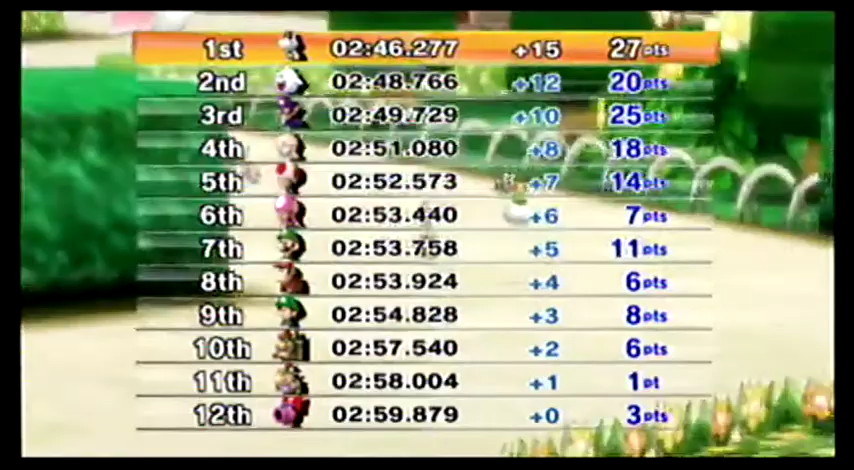 1st 02:46.277 +15 27pts
2nd 02:48.766 +12 20pts
3rd 02:49.729 +10 25pts
4th 02:51.080 +8 18pts
5th 02:52.573 +7 14pts
6th 02:53.440 +6 7pts
7th 02:53.758 +5 11pts
8th 02:53.924 +4 6pts
9th 02:54.828 +3 8pts
10th 02:57.540 +2 6pts
11th 02:58.004 +1 1pt
12th 02:59.879 +0 3pts